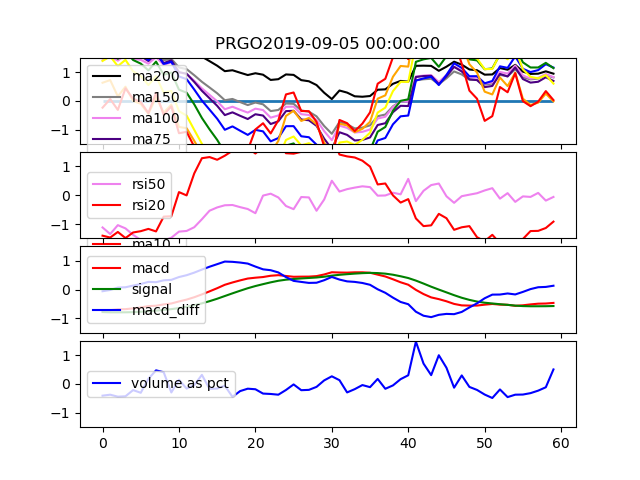 PRGO2019-09-05 00:00:00
1
0
−1
ma200
ma150
ma100
ma75
1
0
−1
rsi50
rsi20
ma10
1
0
−1
macd
signal
macd_diff
1
0
−1
volume as pct
0 10 20 30 40 50 60